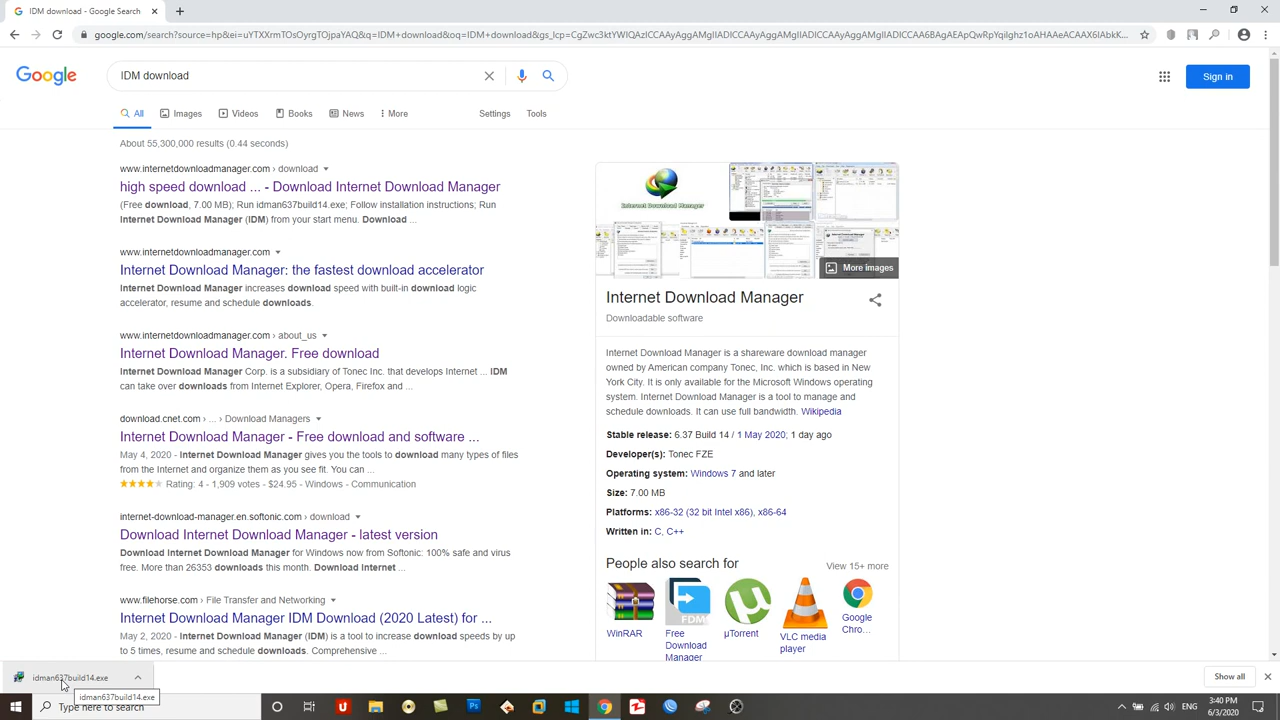 IDM download - Google Search
google.com/search?source=hp&ei=uYTXXrmTOsOyrgTOjpaYAQ&q=IDM+download&oq=IDM+download&gs_lcp=
Google
IDM download
Sign in
All
Images
Videos
Books
News
More
Settings
Tools
About 55,300,000 results (0.44 seconds)
www.internetdownloadmanager.com › download
high speed download ... - Download Internet Download Manager
Free download, 7.00 MB); Run idman637build14.exe; Follow installation instructions; Run
Internet Download Manager (IDM) from your start menu. Download ...
www.internetdownloadmanager.com
Internet Download Manager: the fastest download accelerator
Internet Download Manager increases download speed with built-in download logic
accelerator, resume and schedule downloads.
www.internetdownloadmanager.com › about_us
Internet Download Manager. Free download
Internet Download Manager Corp. is a subsidiary of Tonec Inc. that develops Internet ... IDM
can take over downloads from Internet Explorer, Opera, Firefox and ...
download.cnet.com › ... › Download Managers
Internet Download Manager - Free download and software ...
May 4, 2020 - Internet Download Manager gives you the tools to download many types of files
from the Internet and organize them as you see fit. You can ...
Rating: 4 - 1,909 votes - $24.95 - Windows - Communication
internet-download-manager.en.softonic.com › download
Download Internet Download Manager - latest version
Download Internet Download Manager for Windows now from Softonic: 100% safe and virus
free. More than 26353 downloads this month. Download Internet ...
www.filehorse.com › File Transfer and Networking
Internet Download Manager IDM Download (2020 Latest) for ...
May 2, 2020 - Internet Download Manager (IDM) is a tool to increase download speeds by up
to 5 times, resume and schedule downloads. Comprehensive ...
Internet Download Manager
More images
Internet Download Manager
Downloadable software
Internet Download Manager is a shareware download manager
owned by American company Tonec, Inc. which is based in New
York City. It is only available for the Microsoft Windows operating
system. Internet Download Manager is a tool to manage and
schedule downloads. It can use full bandwidth. Wikipedia
Stable release: 6.37 Build 14 / 1 May 2020; 1 day ago
Developer(s): Tonec FZE
Operating system: Windows 7 and later
Size: 7.00 MB
Platforms: x86-32 (32 bit Intel x86), x86-64
Written in: C, C++
People also search for
View 15+ more
FDM
WinRAR
Free
Download
Manager
µTorrent
VLC media
player
Google
Chro...
idman637build14.exe
idman637build14.exe
Show all
Type here to search
3:40 PM
6/3/2020